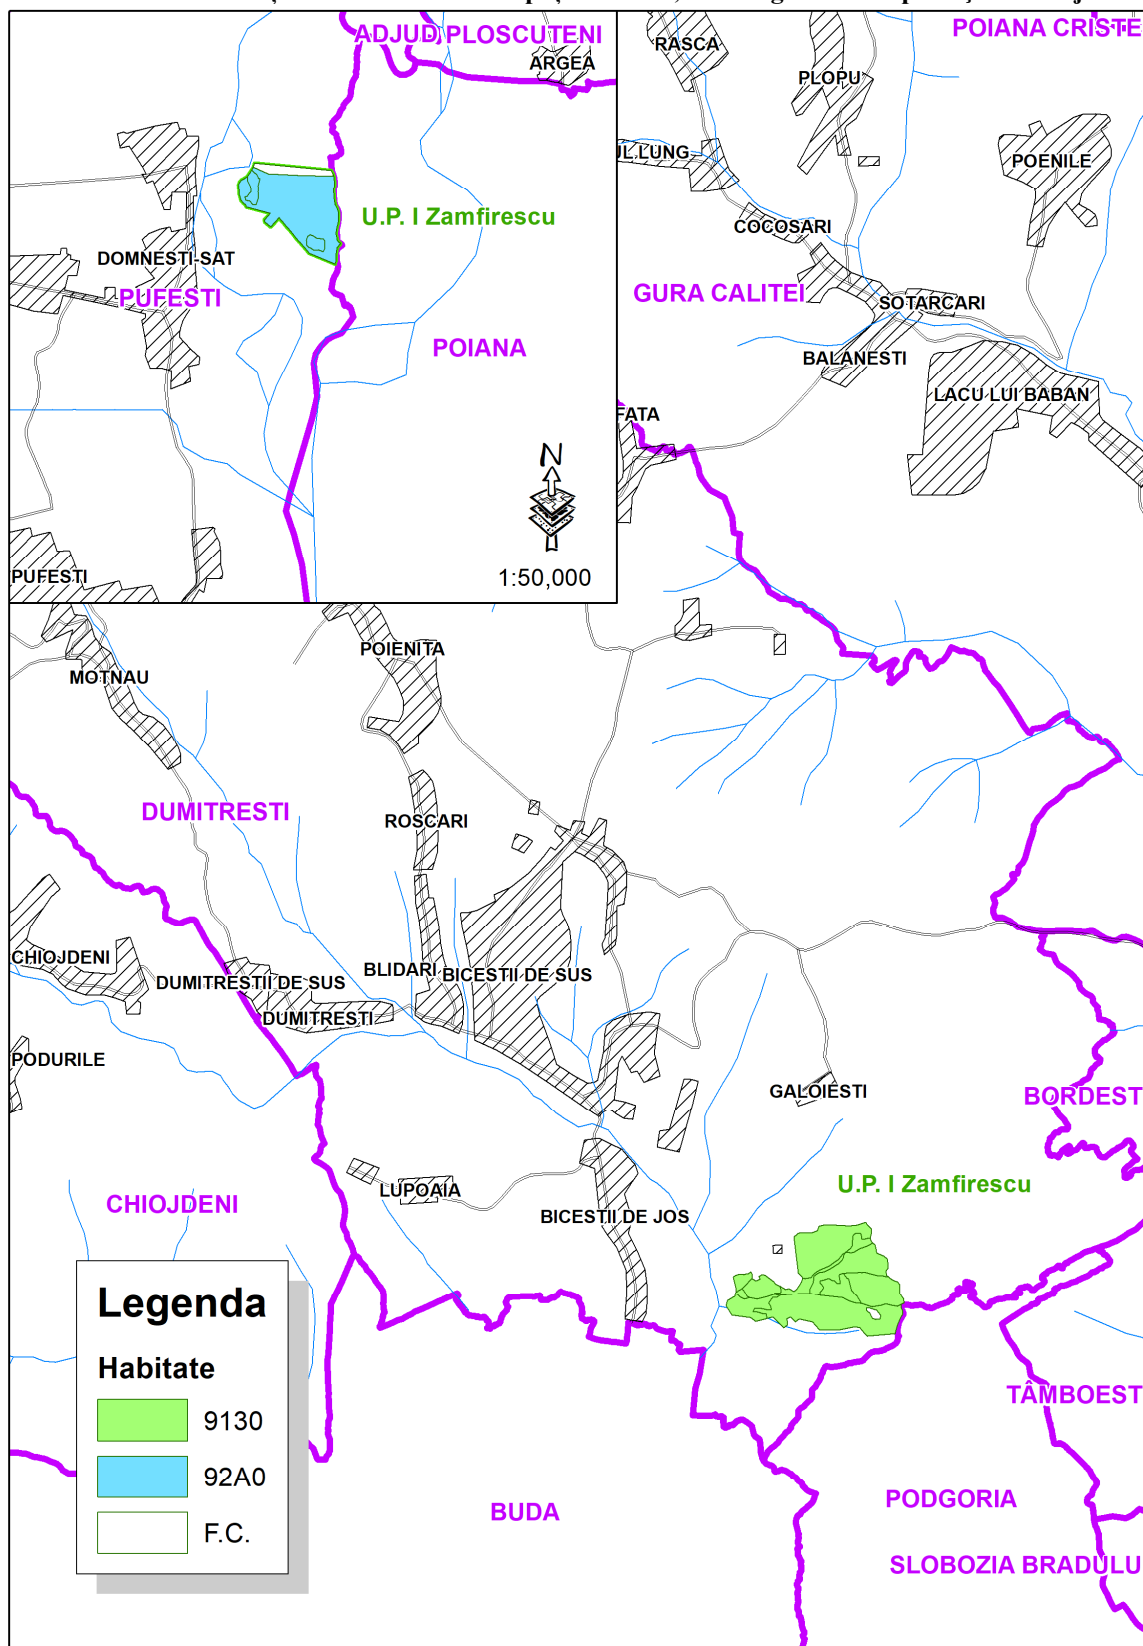 ADJUD PLOSCUTENI
ARGEA
U.P. I Zamfirescu
DOMNESTI-SAT
PUFESTI
POIANA
N
1:50,000
PUFESTI
POIANA CRISTE
RASCA
PLOPU
JL LUNG
POENILE
COCOSARI
GURA CALITEI
SOTARCARI
BALANESTI
LACU LUI BABAN
FATA
POIENITA
MOTNAU
DUMITRESTI
ROSCARI
CHIOJDENI
BLIDARI
BICESTII DE SUS
DUMITRESTII DE SUS
DUMITRESTI
PODURILE
GALOIESTI
BORDEST
U.P. I Zamfirescu
LUPOAIA
CHIOJDENI
BICESTII DE JOS
TÂMBOEST
BUDA
PODGORIA
SLOBOZIA BRADULU
Legenda
Habitate
9130
92A0
F.C.